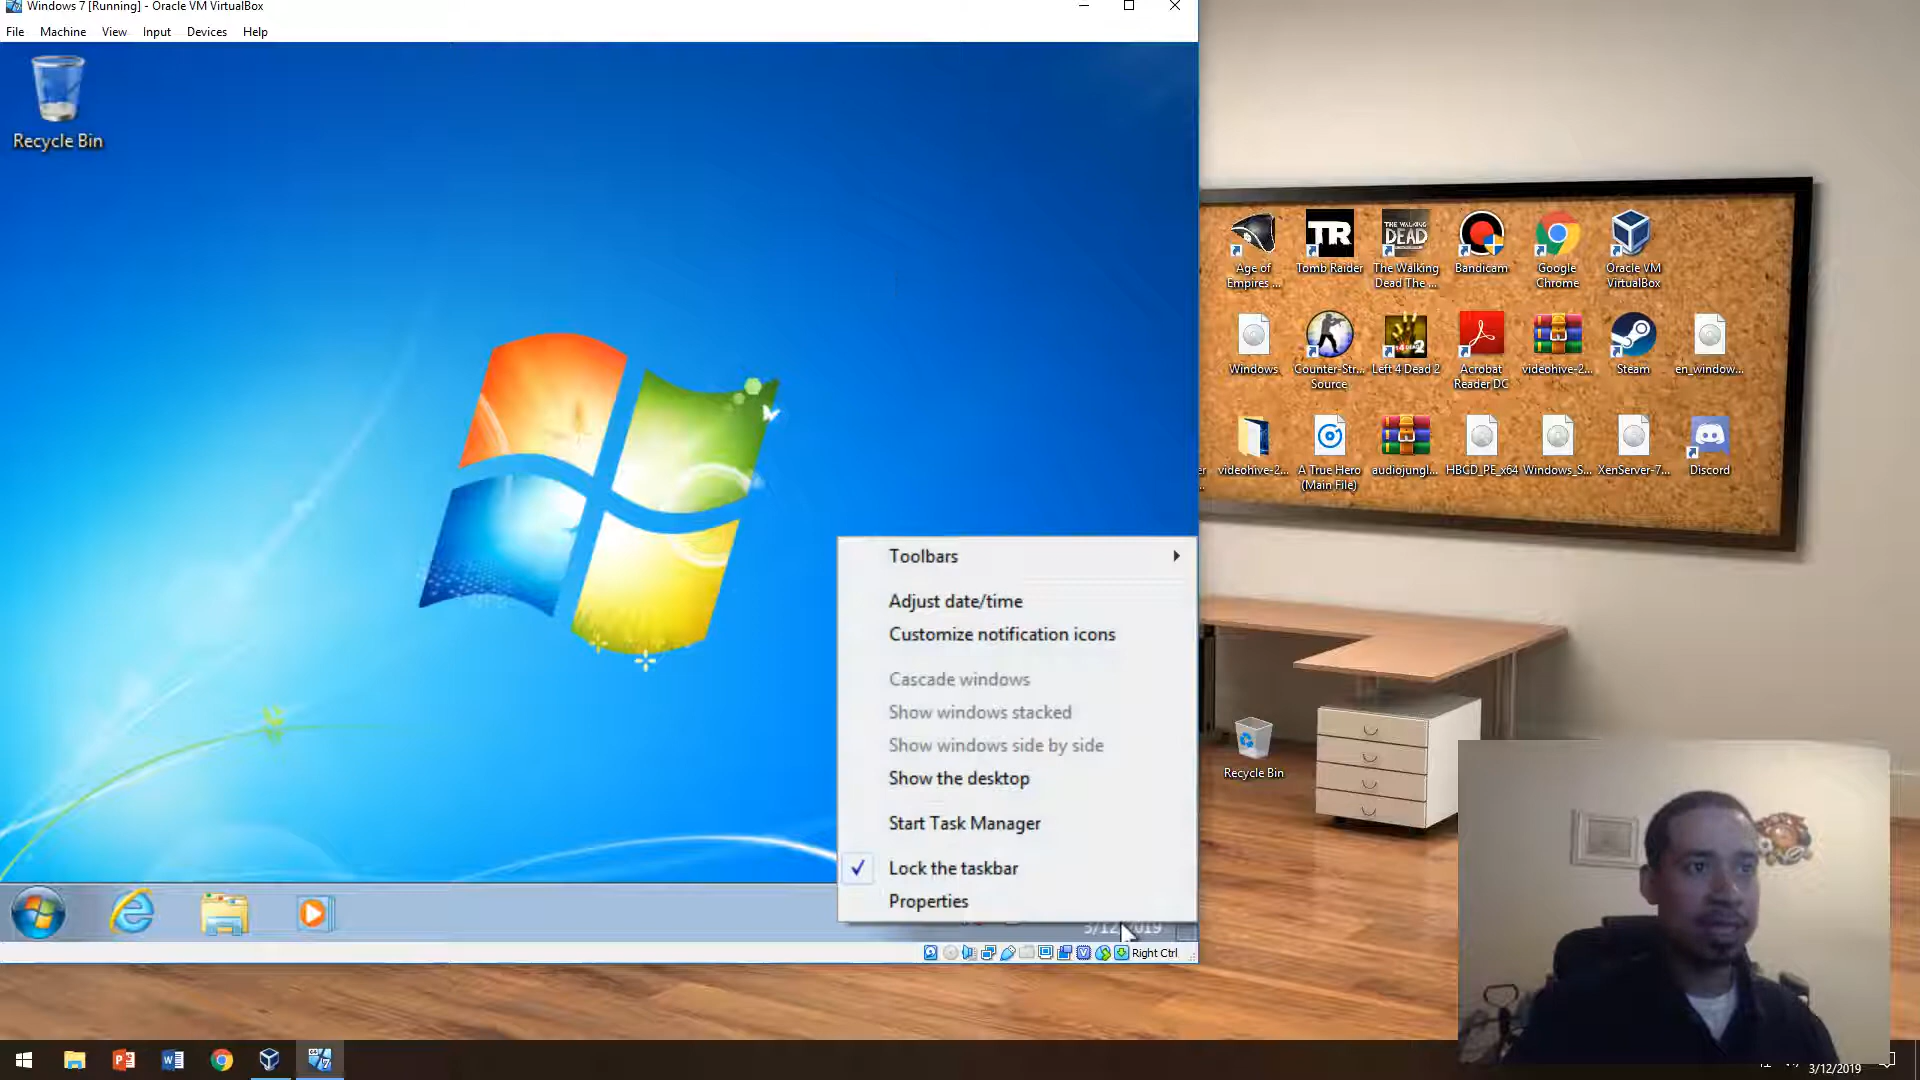 Windows 7 [Running] - Oracle VM VirtualBox
File Machine View Input Devices Help
Recycle Bin
Toolbars
Adjust date/time
Customize notification icons
Cascade windows
Show windows stacked
Show windows side by side
Show the desktop
Start Task Manager
Lock the taskbar
Properties
Right Ctrl
TR
THE WALKING
DEAD
Age of
Empires ...
Tomb Raider
The Walking
Dead The ...
Bandicam
Google
Chrome
Oracle VM
VirtualBox
Windows
Counter-Str...
Source
Left 4 Dead 2
Acrobat
Reader DC
videohive-2...
Steam
en_window...
videohive-2...
A True Hero
(Main File)
audiojungl...
HBCD_PE_x64
Windows_S...
XenServer-7...
Discord
Recycle Bin
3/12/2019